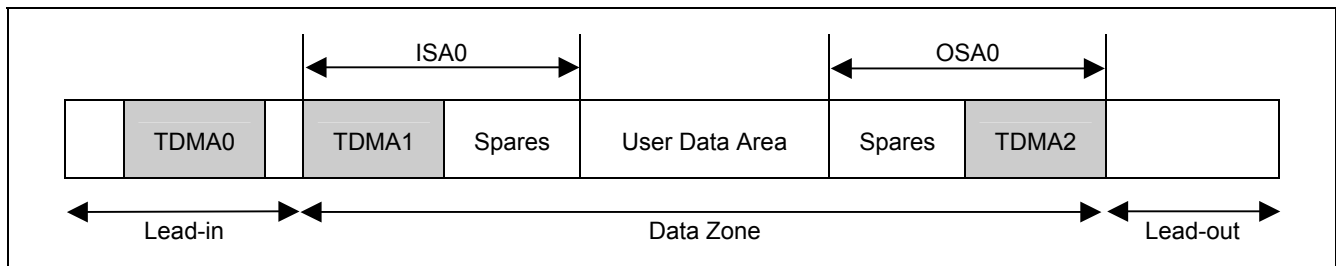 ISA0 OSA0
TDMA0 TDMA1 Spares User Data Area Spares TDMA2
Lead-in Data Zone Lead-out